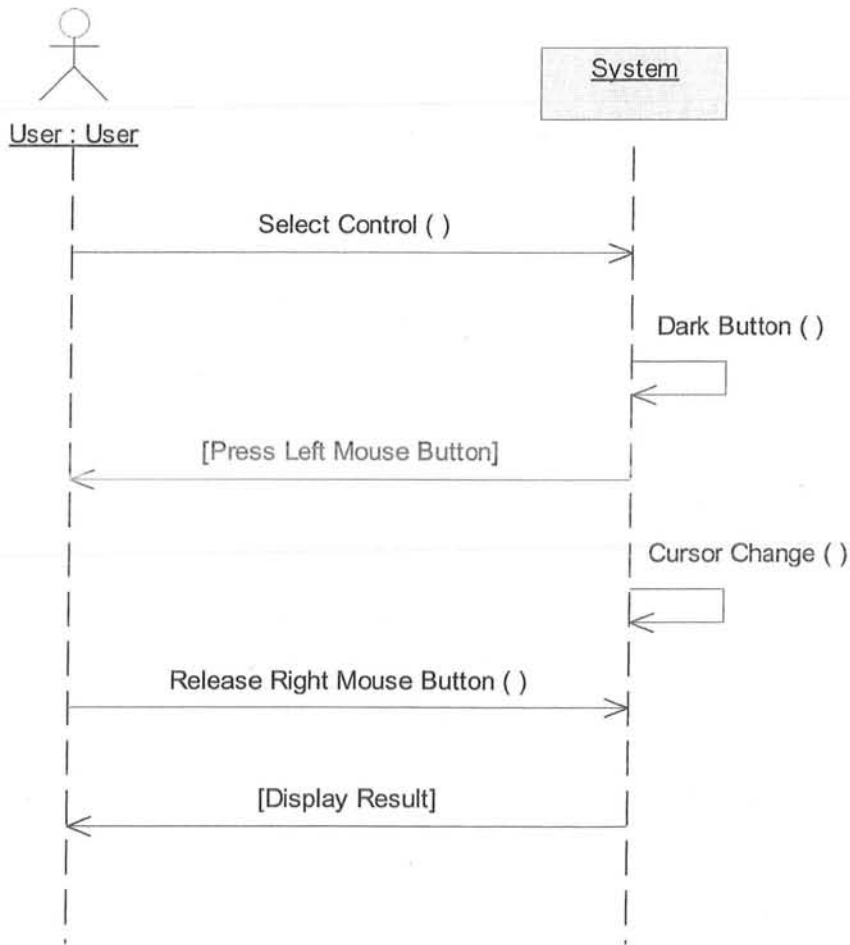 System
User : User
Select Control ( )
Dark Button ( )
[Press Left Mouse Button]
Cursor Change ( )
Release Right Mouse Button ( )
[Display Result]